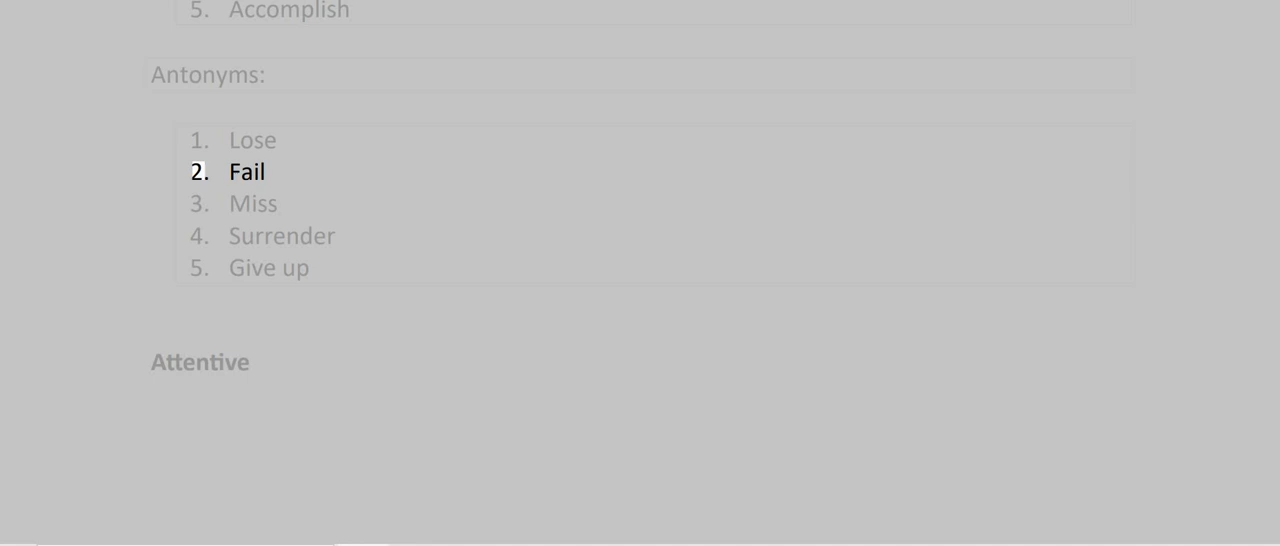 5. Accomplish
Antonyms:
1. Lose
2. Fail
3. Miss
4. Surrender
5. Give up
Attentive